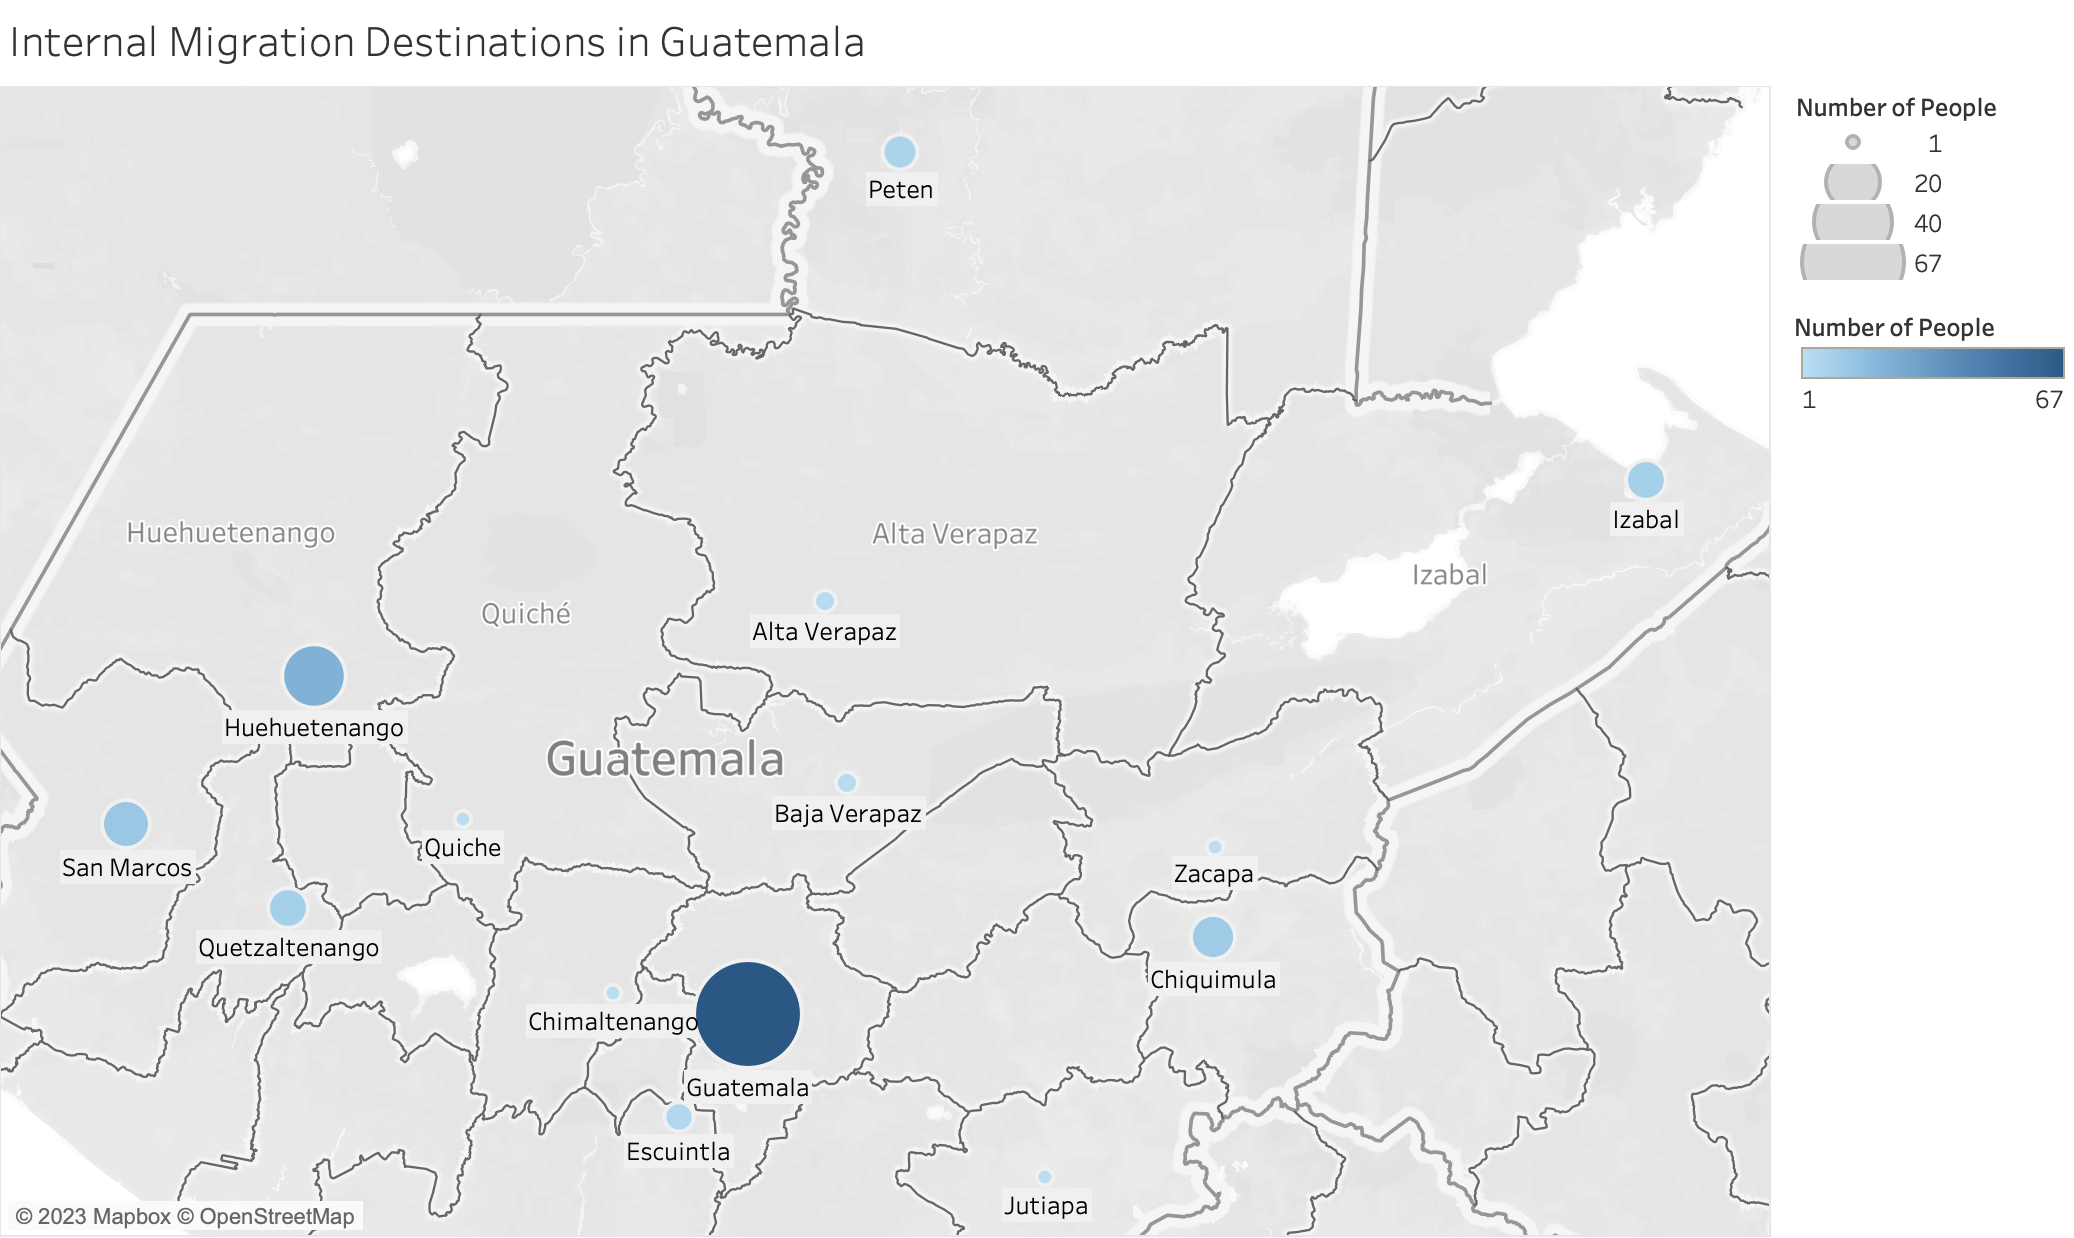 Internal Migration Destinations in Guatemala
Peten
Izabal
Huehuetenango
Alta Verapaz
Izabal
Quiché
Alta Verapaz
Huehuetenango
Guatemala
Baja Verapaz
Quiche
San Marcos
Zacapa
Quetzaltenango
Chiquimula
Chimaltenango
Guatemala
Escuintla
Jutiapa
© 2023 Mapbox © OpenStreetMap
Number of People
1
20
40
67
Number of People
1 67